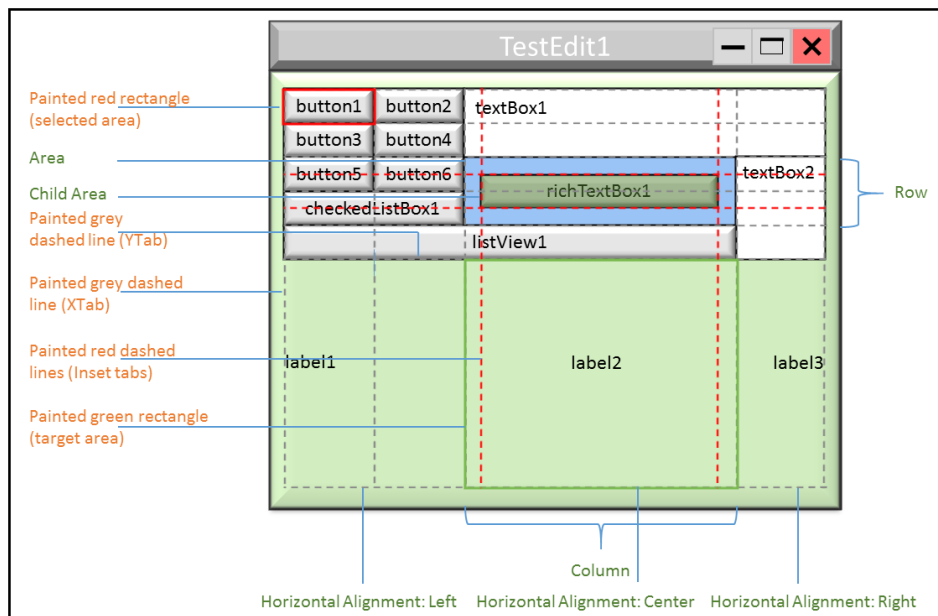 TestEdit1
Painted red rectangle
(selected area)
button1
button2
textBox1
button3
button4
Area
button5
button6
textBox2
Child Area
richTextBox1
Row
checkedListBox1
Painted grey
dashed line (YTab)
listView1
Painted grey dashed
line (XTab)
Painted red dashed
lines (Inset tabs)
label1
label2
label3
Painted green rectangle
(target area)
Column
Horizontal Alignment: Left
Horizontal Alignment: Center
Horizontal Alignment: Right